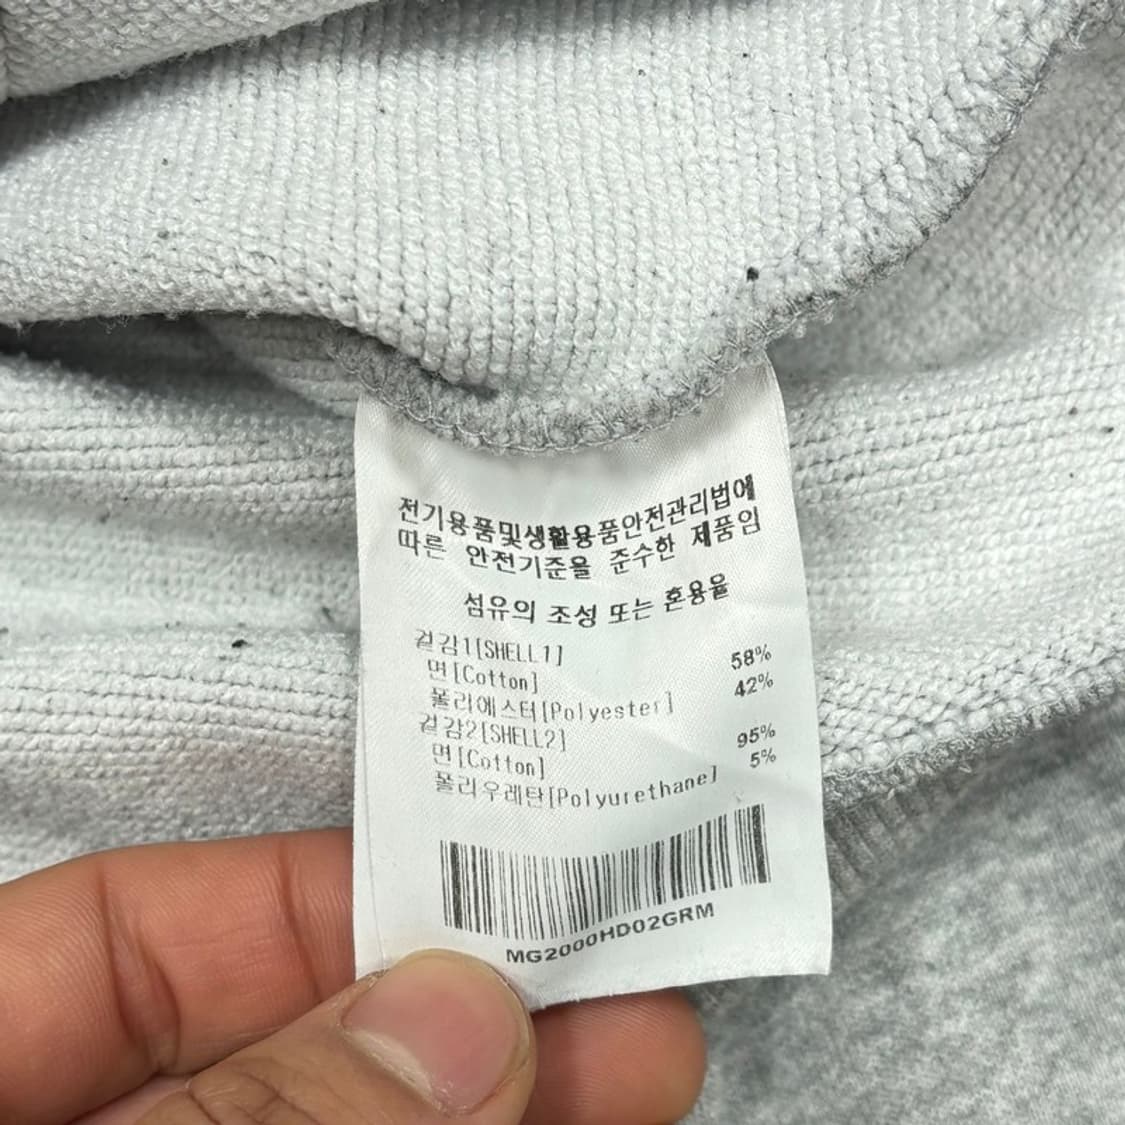 전기용품및생활용품안전관리법에
따른 안전기준을 준수한 제품임
섬유의 조성 또는 혼용율
겉감1[SHELL1]
면[Cotton] 58%
폴리에스터[Polyester] 42%
겉감2[SHELL2]
면[Cotton] 95%
폴리우레탄[Polyurethane] 5%
MG2000HD02GRM